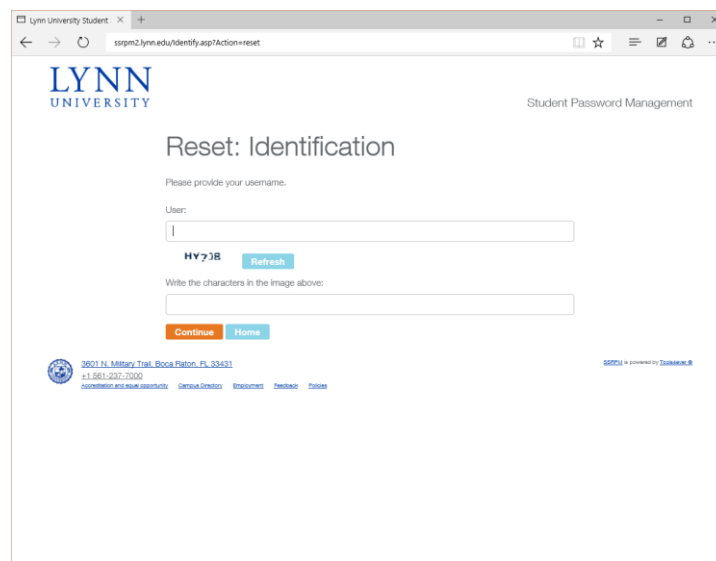 Lynn University Student
ssrpm2.lynn.edu/Identify.asp?Action=reset
LYNN
UNIVERSITY
Student Password Management
Reset: Identification
Please provide your username.
User:
Refresh
Write the characters in the image above:
Continue Home
3601 N. Military Trail, Boca Raton, FL 33431
SSRPM is powered by Tools4ever ®
+1 561-237-7000
Accreditation and equal opportunity Campus Directory Employment Feedback Policies